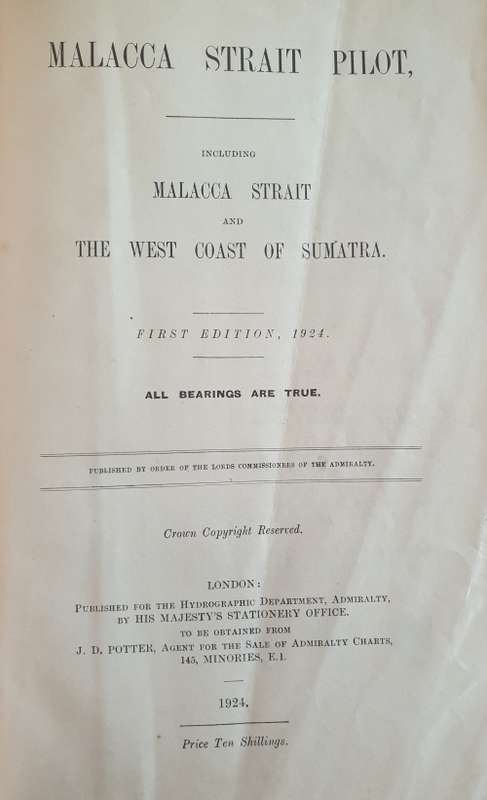 MALACCA STRAIT PILOT,
INCLUDING
MALACCA STRAIT
AND
THE WEST COAST OF SUMATRA.
FIRST EDITION, 1924.
ALL BEARINGS ARE TRUE.
PUBLISHED BY ORDER OF THE LORDS COMMISSIONERS OF THE ADMIRALTY.
Crown Copyright Reserved.
LONDON:
PUBLISHED FOR THE HYDROGRAPHIC DEPARTMENT, ADMIRALTY,
BY HIS MAJESTY'S STATIONERY OFFICE.
TO BE OBTAINED FROM
J. D. POTTER, AGENT FOR THE SALE OF ADMIRALTY CHARTS,
145, MINORIES, E.1.
1924.
Price Ten Shillings.